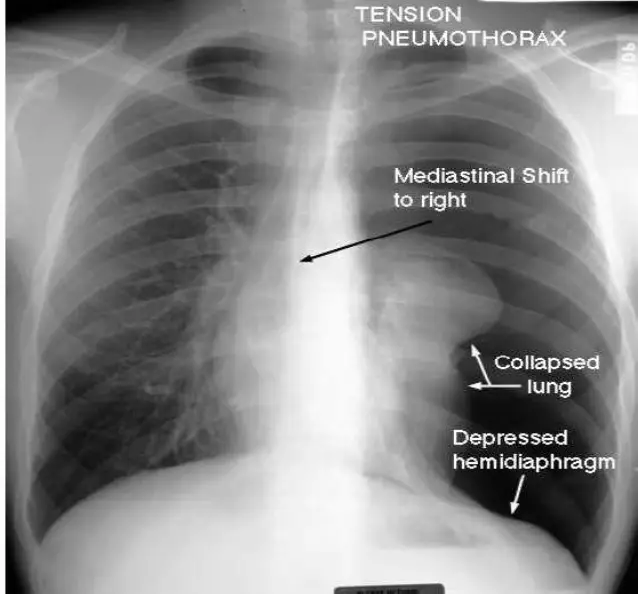 TENSION
PNEUMOTHORAX
Mediastinal Shift
to right
Collapsed
lung
Depressed
hemidiaphragm